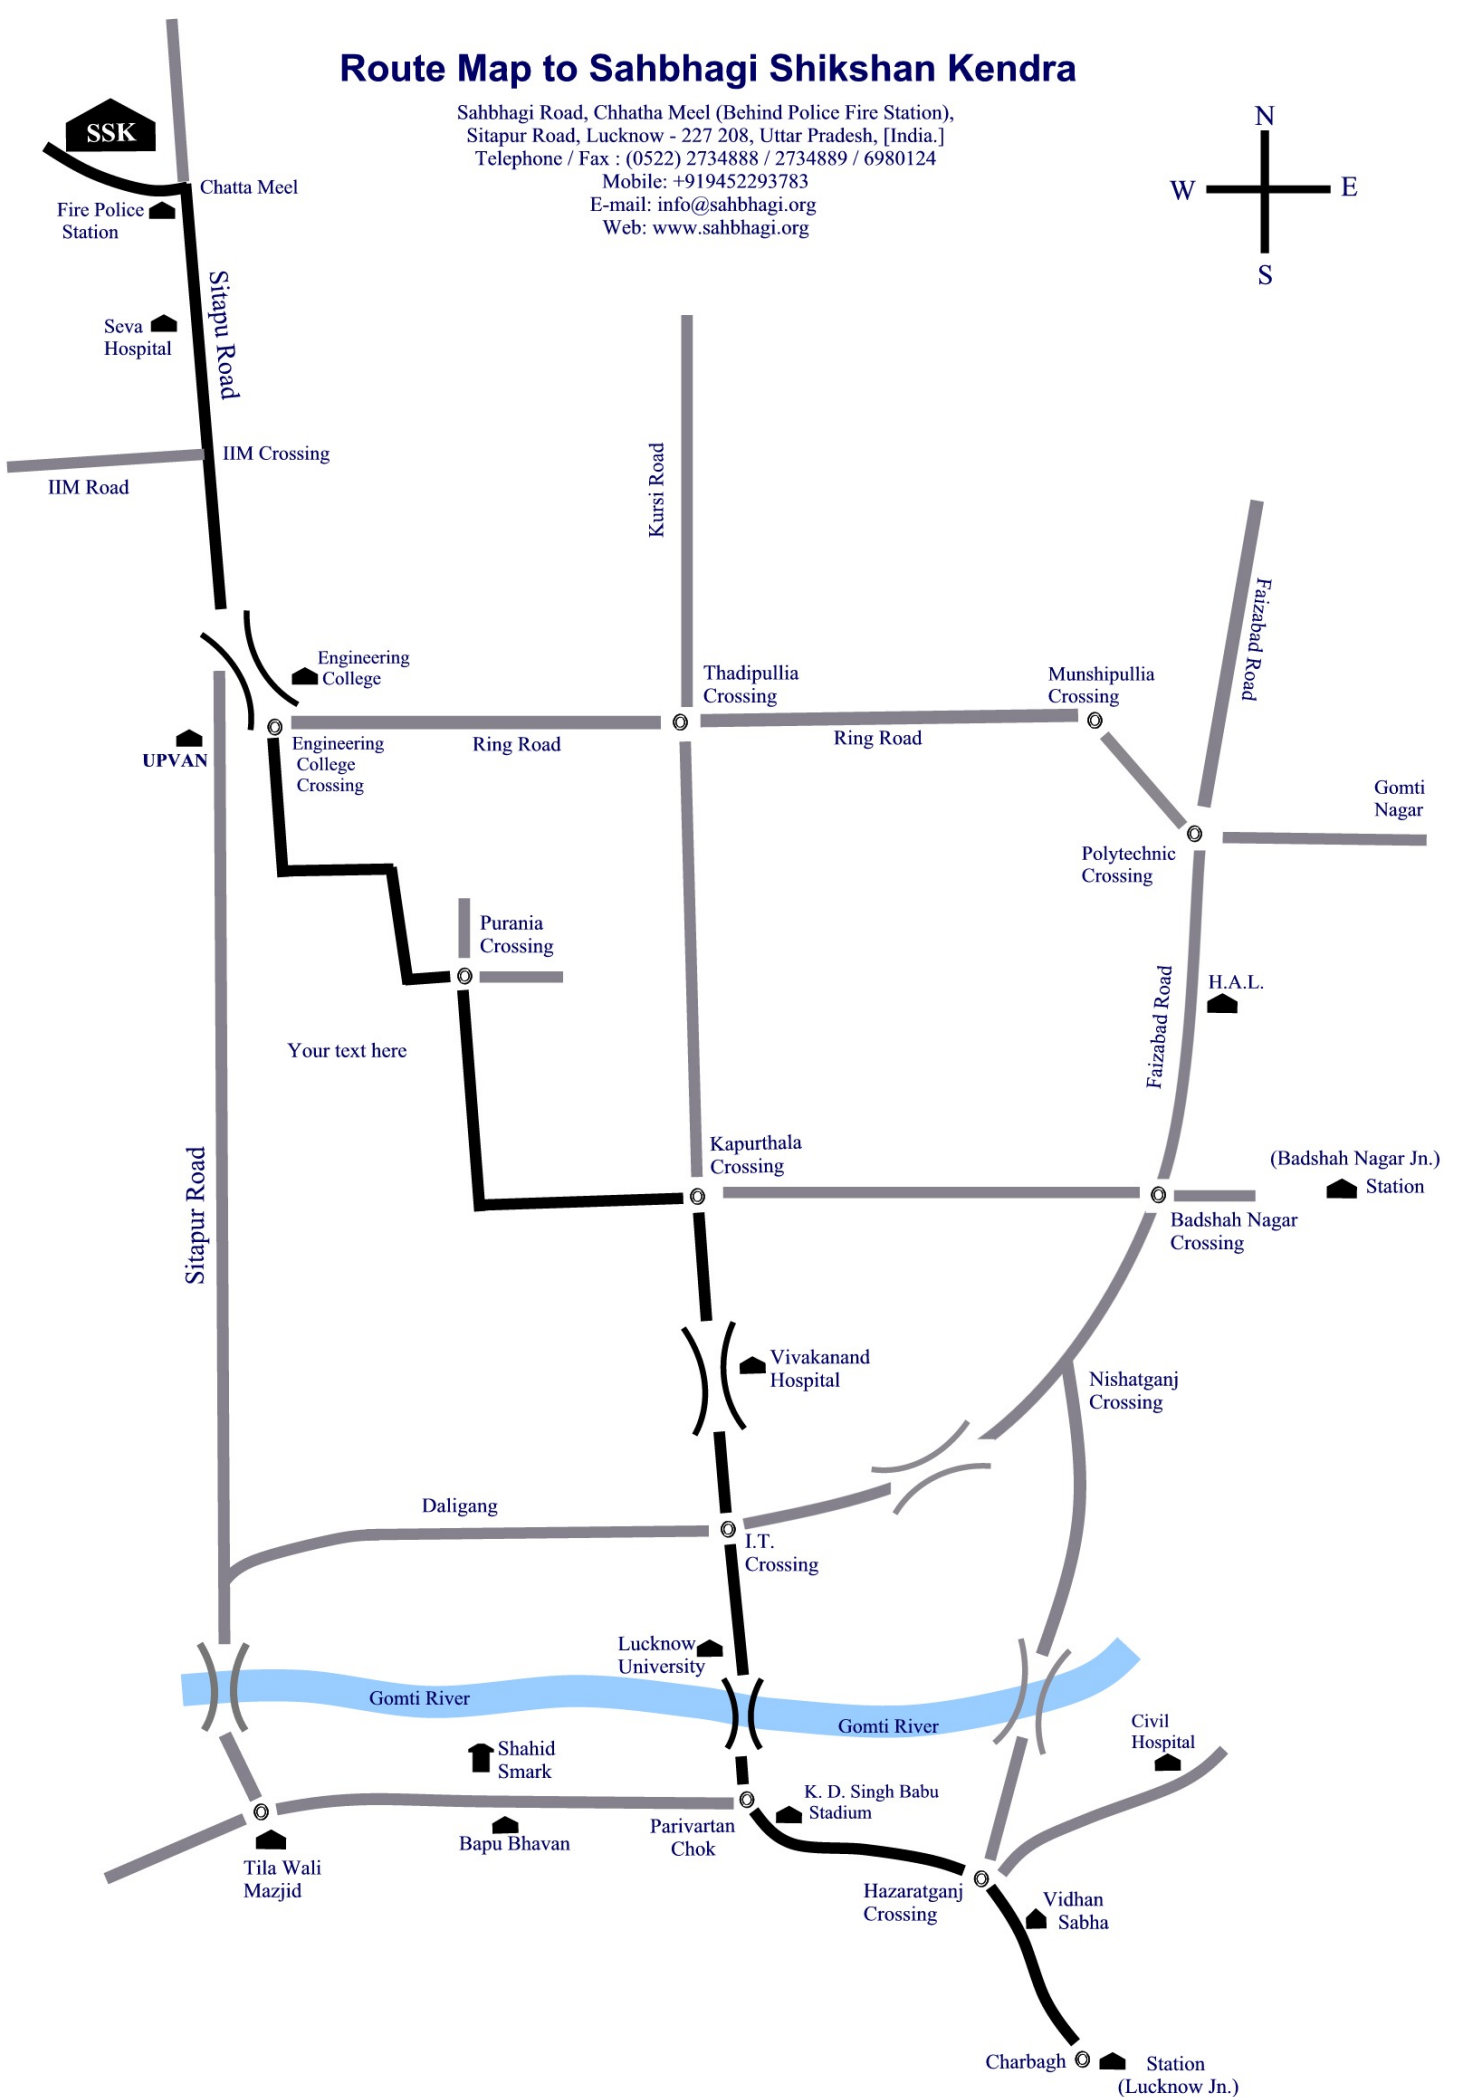 Route Map to Sahbhagi Shikshan Kendra
Sahbhagi Road, Chhatha Meel (Behind Police Fire Station),
Sitapur Road, Lucknow - 227 208, Uttar Pradesh, [India.]
Telephone / Fax : (0522) 2734888 / 2734889 / 6980124
Mobile: +919452293783
E-mail: info@sahbhagi.org
Web: www.sahbhagi.org
N
W
E
S
SSK
Chatta Meel
Fire Police
Station
Sitapu Road
Seva
Hospital
IIM Crossing
IIM Road
Kursi Road
Faizabad Road
Engineering
College
Thadipullia
Crossing
Munshipullia
Crossing
UPVAN
Engineering
College
Crossing
Ring Road
Ring Road
Gomti
Nagar
Polytechnic
Crossing
Purania
Crossing
H.A.L.
Faizabad Road
Your text here
Sitapur Road
Kapurthala
Crossing
(Badshah Nagar Jn.)
Station
Badshah Nagar
Crossing
Vivakanand
Hospital
Nishatganj
Crossing
Daligang
I.T.
Crossing
Lucknow
University
Gomti River
Gomti River
Civil
Hospital
Shahid
Smark
K. D. Singh Babu
Stadium
Parivartan
Chok
Bapu Bhavan
Tila Wali
Mazjid
Hazaratganj
Crossing
Vidhan
Sabha
Charbagh
Station
(Lucknow Jn.)